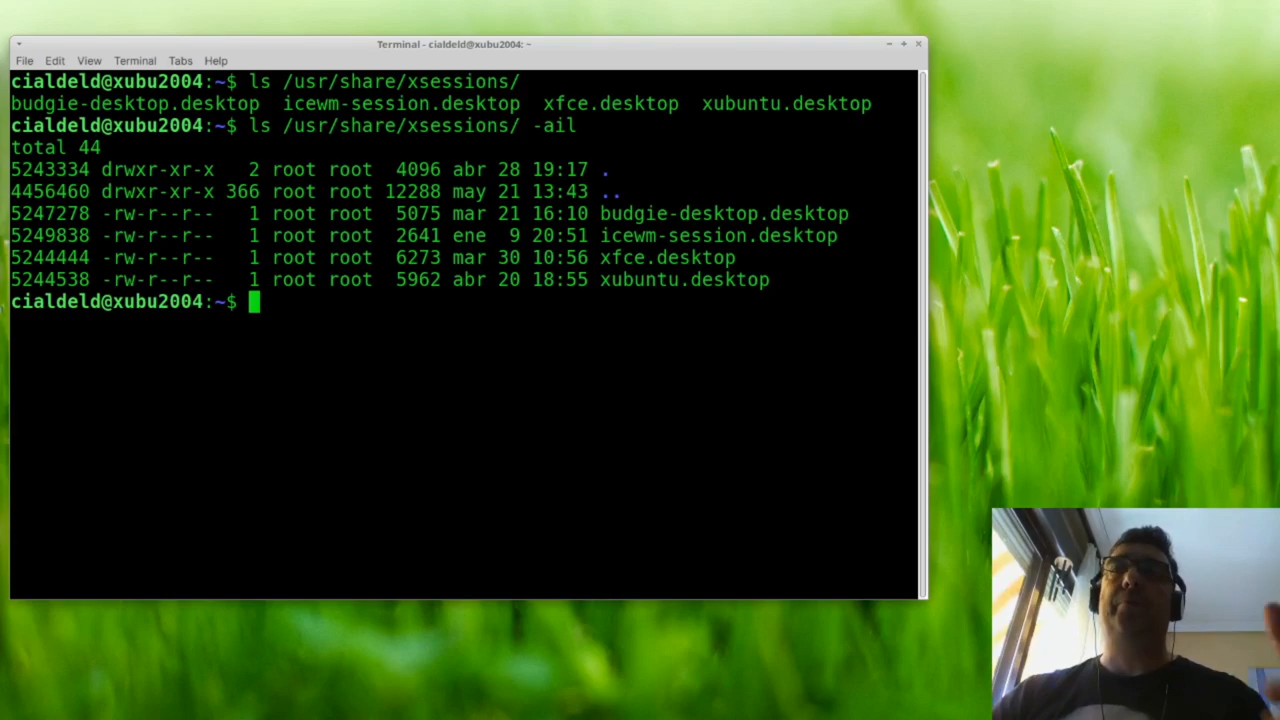 Terminal - cialdeld@xubu2004: ~
File Edit View Terminal Tabs Help
cialdeld@xubu2004:~$ ls /usr/share/xsessions/
budgie-desktop.desktop  icewm-session.desktop  xfce.desktop  xubuntu.desktop
cialdeld@xubu2004:~$ ls /usr/share/xsessions/ -ail
total 44
5243334 drwxr-xr-x   2 root root  4096 abr 28 19:17 .
4456460 drwxr-xr-x 366 root root 12288 may 21 13:43 ..
5247278 -rw-r--r--   1 root root  5075 mar 21 16:10 budgie-desktop.desktop
5249838 -rw-r--r--   1 root root  2641 ene  9 20:51 icewm-session.desktop
5244444 -rw-r--r--   1 root root  6273 mar 30 10:56 xfce.desktop
5244538 -rw-r--r--   1 root root  5962 abr 20 18:55 xubuntu.desktop
cialdeld@xubu2004:~$